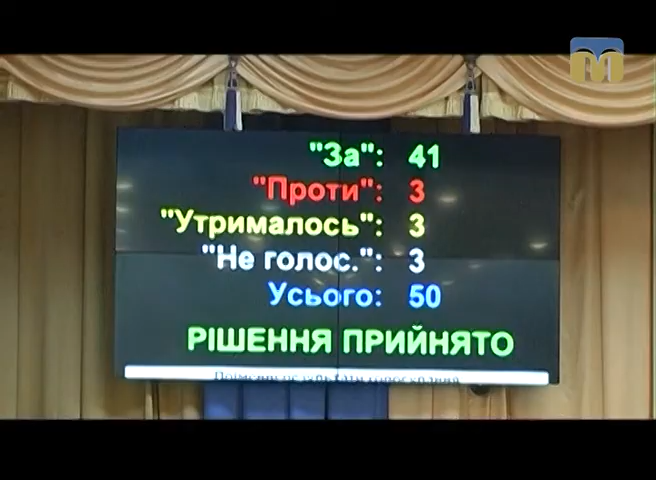 "За": 41
"Проти": 3
"Утрималось": 3
"Не голос.": 3
Усього: 50
РІШЕННЯ ПРИЙНЯТО